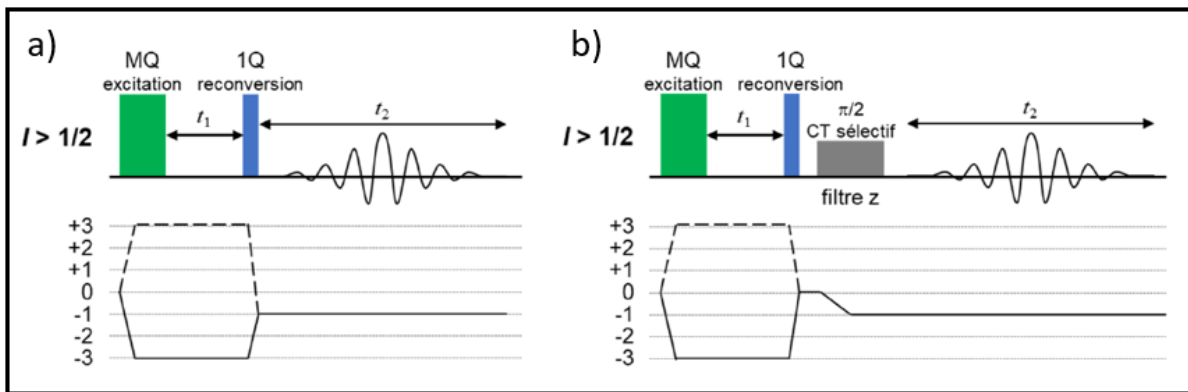 a)
MQ
excitation
1Q
reconversion
t1
t2
I > 1/2
+3
+2
+1
0
-1
-2
-3
b)
MQ
excitation
1Q
reconversion
t1
π/2
CT sélectif
t2
I > 1/2
filtre z
+3
+2
+1
0
-1
-2
-3